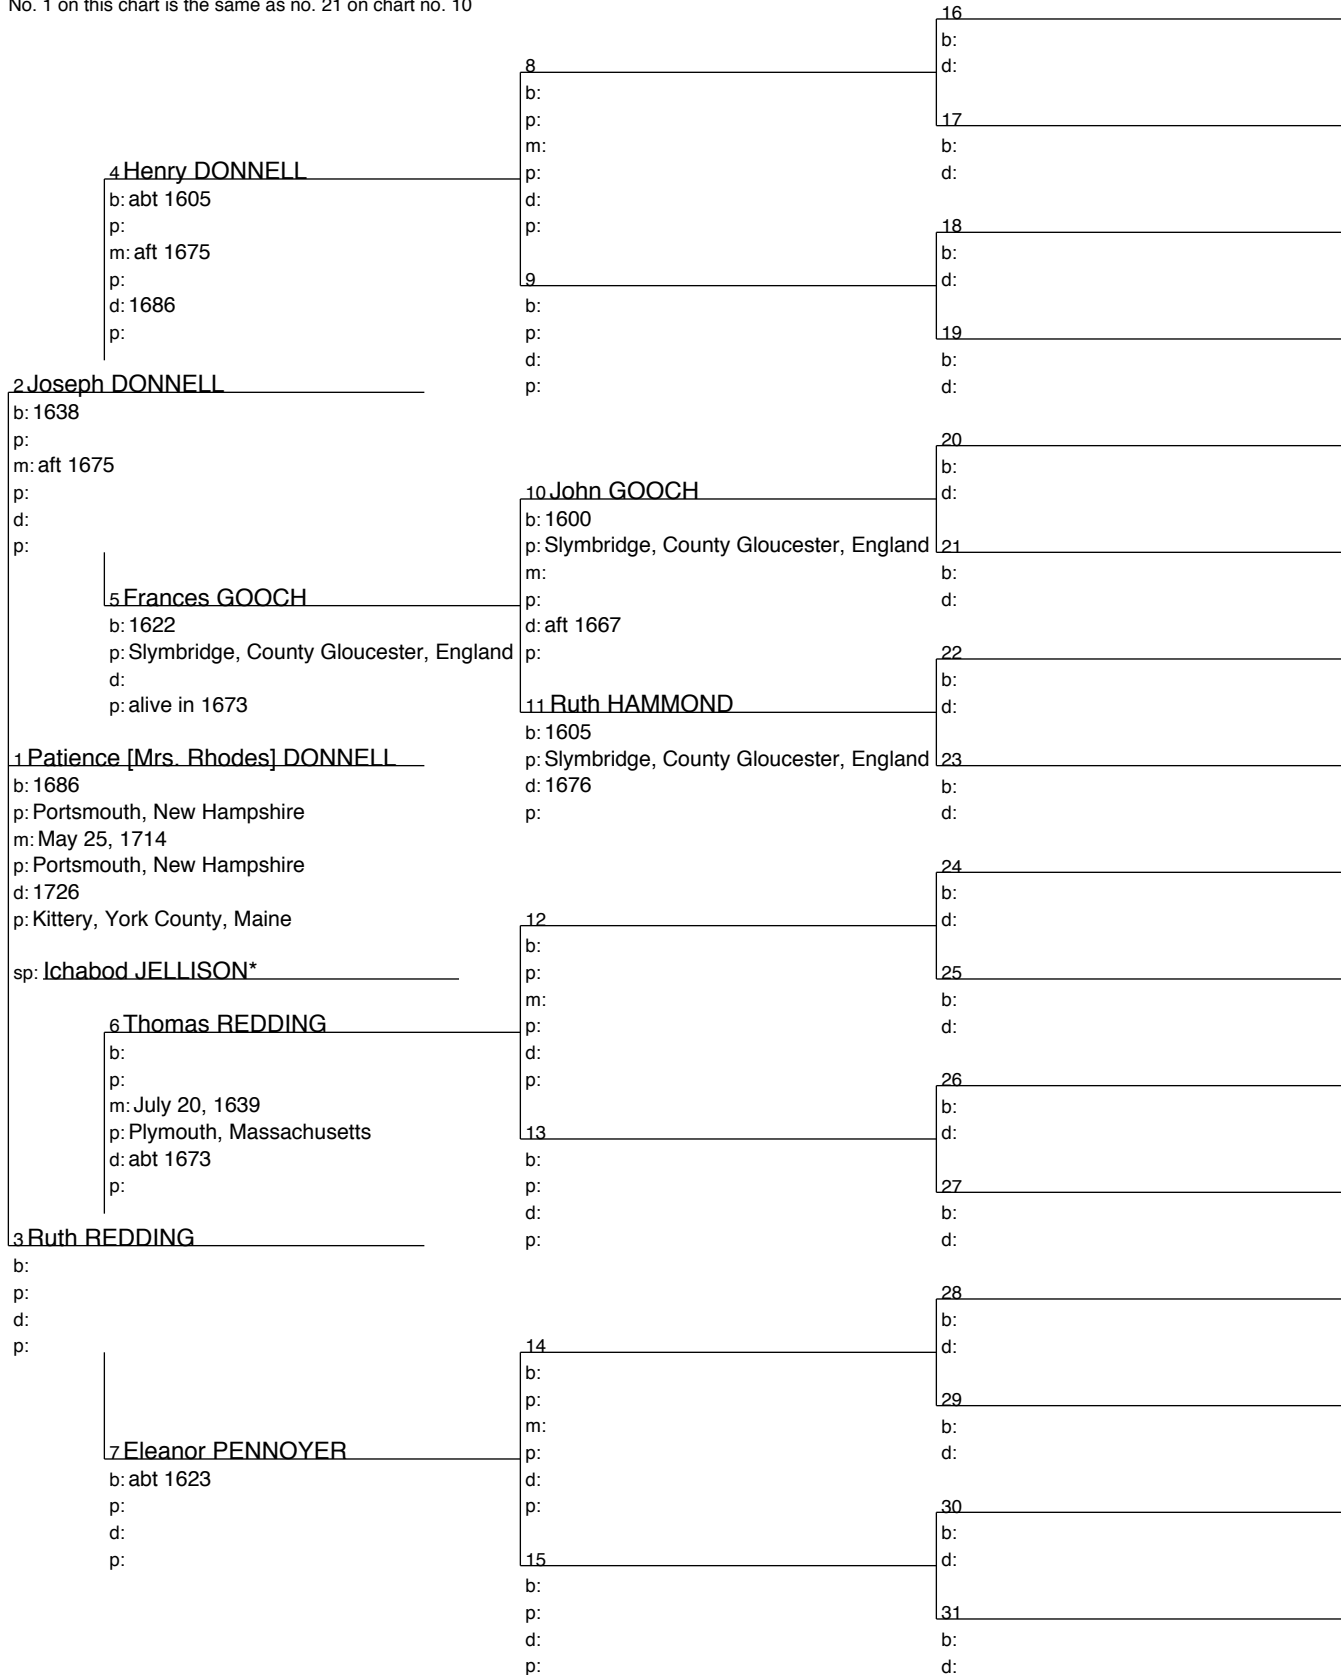 No. 1 on this chart is the same as no. 21 on chart no. 10
1 Patience [Mrs. Rhodes] DONNELL
b: 1686
p: Portsmouth, New Hampshire
m: May 25, 1714
p: Portsmouth, New Hampshire
d: 1726
p: Kittery, York County, Maine
sp: Ichabod JELLISON*
2 Joseph DONNELL
b: 1638
p:
m: aft 1675
p:
d:
p:
3 Ruth REDDING
b:
p:
d:
p:
4 Henry DONNELL
b: abt 1605
p:
m: aft 1675
p:
d: 1686
p:
5 Frances GOOCH
b: 1622
p: Slymbridge, County Gloucester, England
d:
p: alive in 1673
6 Thomas REDDING
b:
p:
m: July 20, 1639
p: Plymouth, Massachusetts
d: abt 1673
p:
7 Eleanor PENNOYER
b: abt 1623
p:
d:
p:
8
b:
p:
m:
p:
d:
p:
9
b:
p:
d:
p:
10 John GOOCH
b: 1600
p: Slymbridge, County Gloucester, England
m:
p:
d: aft 1667
p:
11 Ruth HAMMOND
b: 1605
p: Slymbridge, County Gloucester, England
d: 1676
p:
12
b:
p:
m:
p:
d:
p:
13
b:
p:
d:
p:
14
b:
p:
m:
p:
d:
p:
15
b:
p:
d:
p:
16
b:
d:
17
b:
d:
18
b:
d:
19
b:
d:
20
b:
d:
21
b:
d:
22
b:
d:
23
b:
d:
24
b:
d:
25
b:
d:
26
b:
d:
27
b:
d:
28
b:
d:
29
b:
d:
30
b:
d:
31
b:
d: